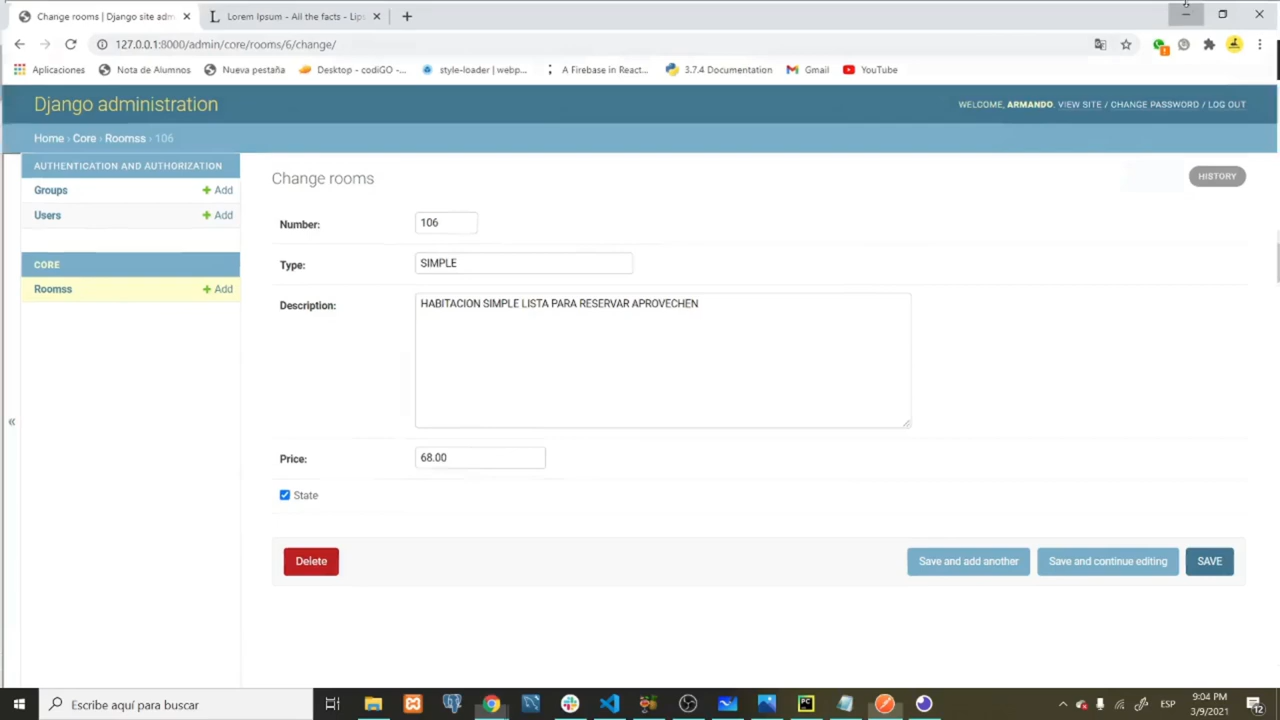 Change rooms | Django site adm
Lorem Ipsum - All the facts - Lips
127.0.0.1:8000/admin/core/rooms/6/change/
Aplicaciones
Nota de Alumnos
Nueva pestaña
Desktop - codiGO -...
style-loader | webp...
A Firebase in React...
3.7.4 Documentation
Gmail
YouTube
Django administration
WELCOME, ARMANDO. VIEW SITE / CHANGE PASSWORD / LOG OUT
Home › Core › Roomss › 106
AUTHENTICATION AND AUTHORIZATION
Groups
+ Add
Users
+ Add
CORE
Roomss
+ Add
«
Change rooms
HISTORY
Number:
106
Type:
SIMPLE
Description:
HABITACION SIMPLE LISTA PARA RESERVAR APROVECHEN
Price:
68.00
State
Delete
Save and add another
Save and continue editing
SAVE
Escribe aquí para buscar
ESP
9:04 PM
3/9/2021
12